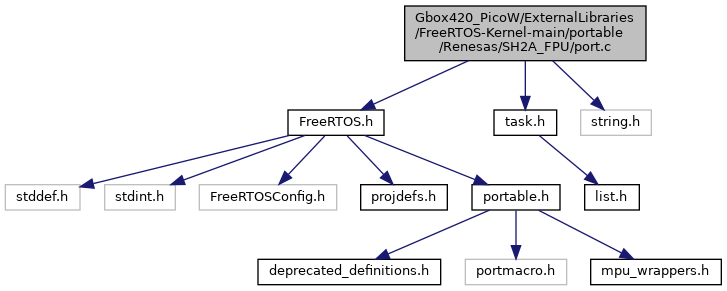 Gbox420_PicoW/ExternalLibraries
/FreeRTOS-Kernel-main/portable
/Renesas/SH2A_FPU/port.c
FreeRTOS.h
task.h
string.h
stddef.h
stdint.h
FreeRTOSConfig.h
projdefs.h
portable.h
list.h
deprecated_definitions.h
portmacro.h
mpu_wrappers.h